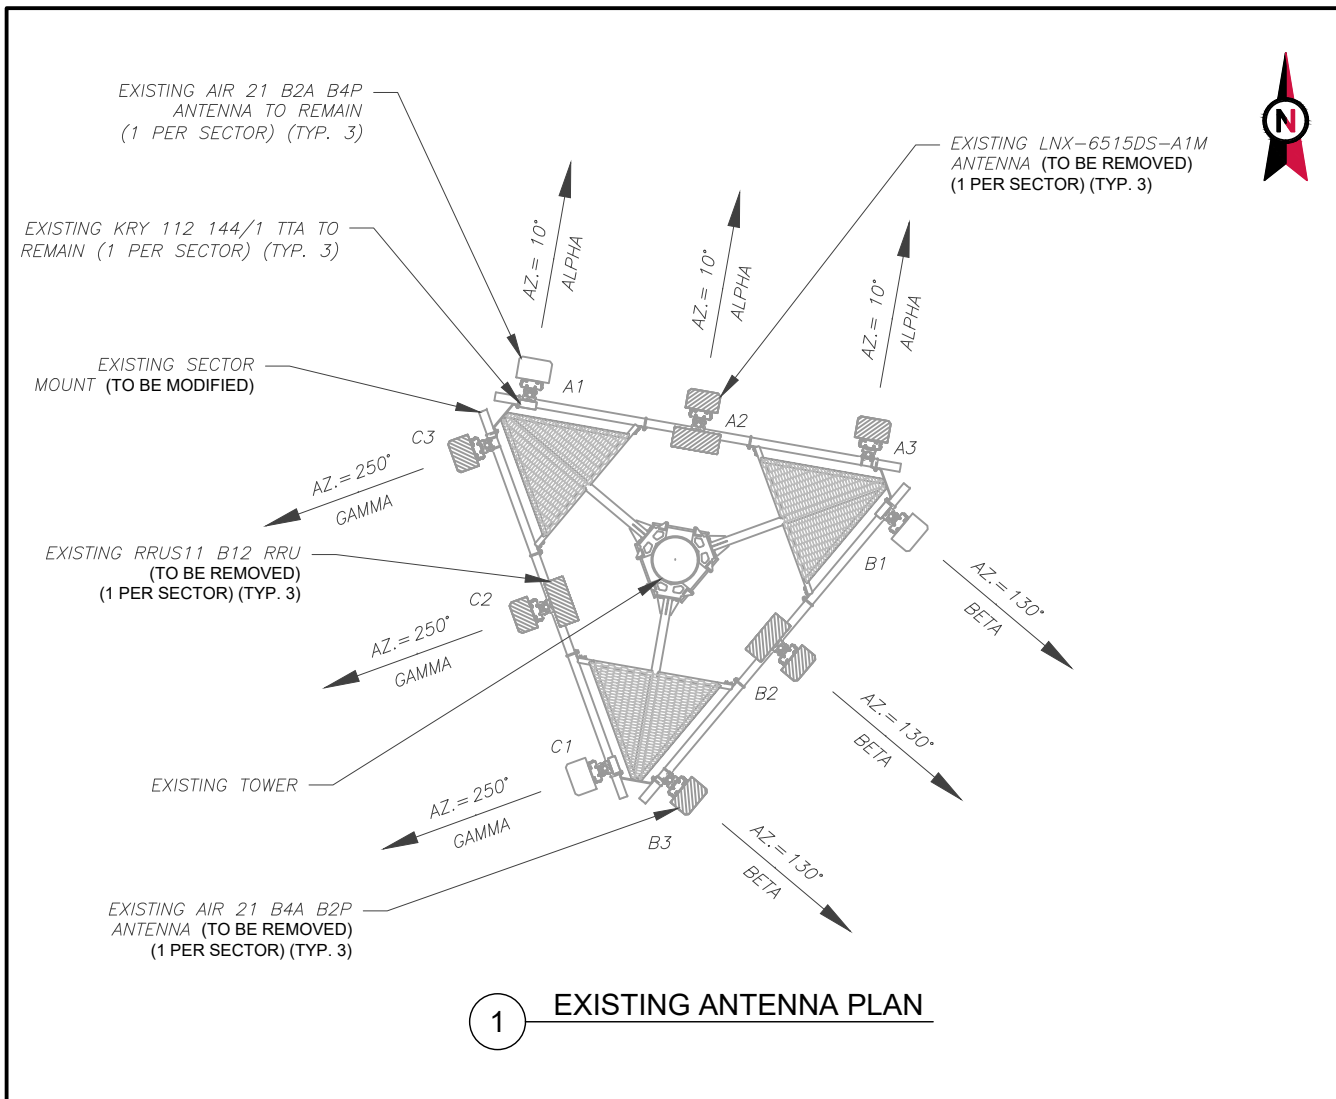 EXISTING AIR 21 B2A B4P
ANTENNA TO REMAIN
(1 PER SECTOR) (TYP. 3)
N
EXISTING LNX-6515DS-A1M
ANTENNA (TO BE REMOVED)
(1 PER SECTOR) (TYP. 3)
EXISTING KRY 112 144/1 TTA TO
REMAIN (1 PER SECTOR) (TYP. 3)
AZ.= 10°
ALPHA
AZ.= 10°
ALPHA
AZ.= 10°
ALPHA
EXISTING SECTOR
MOUNT (TO BE MODIFIED)
A1
A2
A3
C3
AZ.=250°
GAMMA
EXISTING RRUS11 B12 RRU
(TO BE REMOVED)
(1 PER SECTOR) (TYP. 3)
B1
AZ.=130°
BETA
C2
AZ.=250°
GAMMA
B2
AZ.=130°
BETA
C1
EXISTING TOWER
AZ.=250°
GAMMA
B3
AZ.=130°
BETA
EXISTING AIR 21 B4A B2P
ANTENNA (TO BE REMOVED)
(1 PER SECTOR) (TYP. 3)
1
EXISTING ANTENNA PLAN